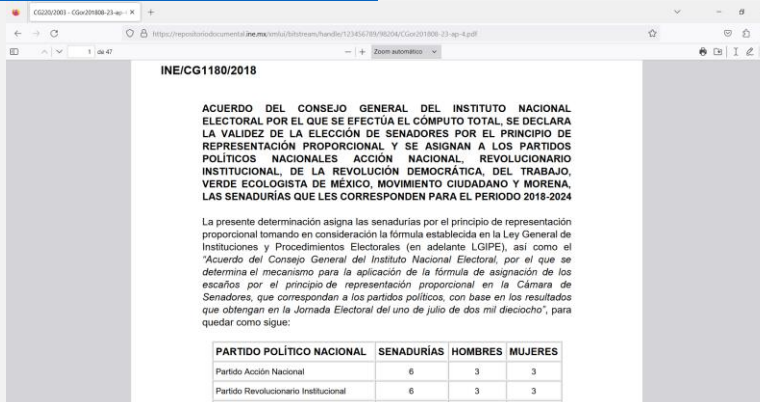 CG220/2003 - CGor201808-23-ap-
https://repositoriodocumental.ine.mx/xmlui/bitstream/handle/123456789/98204/CGor201808-23-ap-4.pdf
1 de 47
Zoom automático
INE/CG1180/2018
ACUERDO DEL CONSEJO GENERAL DEL INSTITUTO NACIONAL
ELECTORAL POR EL QUE SE EFECTÚA EL CÓMPUTO TOTAL, SE DECLARA
LA VALIDEZ DE LA ELECCIÓN DE SENADORES POR EL PRINCIPIO DE
REPRESENTACIÓN PROPORCIONAL Y SE ASIGNAN A LOS PARTIDOS
POLÍTICOS NACIONALES ACCIÓN NACIONAL, REVOLUCIONARIO
INSTITUCIONAL, DE LA REVOLUCIÓN DEMOCRÁTICA, DEL TRABAJO,
VERDE ECOLOGISTA DE MÉXICO, MOVIMIENTO CIUDADANO Y MORENA,
LAS SENADURÍAS QUE LES CORRESPONDEN PARA EL PERIODO 2018-2024
La presente determinación asigna las senadurías por el principio de representación
proporcional tomando en consideración la fórmula establecida en la Ley General de
Instituciones y Procedimientos Electorales (en adelante LGIPE), así como el
“Acuerdo del Consejo General del Instituto Nacional Electoral, por el que se
determina el mecanismo para la aplicación de la fórmula de asignación de los
escaños por el principio de representación proporcional en la Cámara de
Senadores, que correspondan a los partidos políticos, con base en los resultados
que obtengan en la Jornada Electoral del uno de julio de dos mil dieciocho”, para
quedar como sigue:
PARTIDO POLÍTICO NACIONAL SENADURÍAS HOMBRES MUJERES
Partido Acción Nacional 6 3 3
Partido Revolucionario Institucional 6 3 3